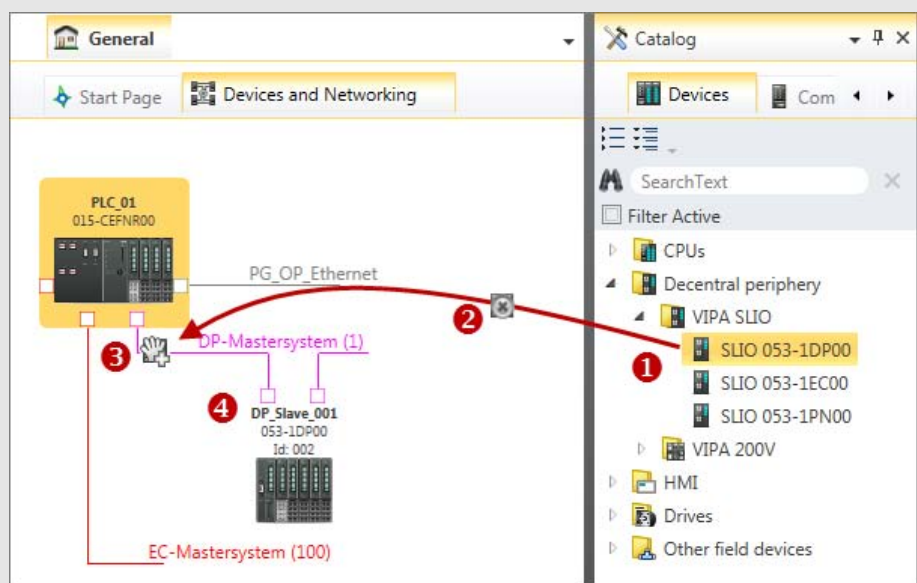 General
Start Page
Devices and Networking
PLC_01
015-CEFNR00
PG_OP_Ethernet
2
3
DP-Mastersystem (1)
4
DP_Slave_001
053-1DP00
Id: 002
EC-Mastersystem (100)
Catalog
Devices
Com
SearchText
Filter Active
CPUs
Decentral periphery
VIPA SLIO
1
SLIO 053-1DP00
SLIO 053-1EC00
SLIO 053-1PN00
VIPA 200V
HMI
Drives
Other field devices